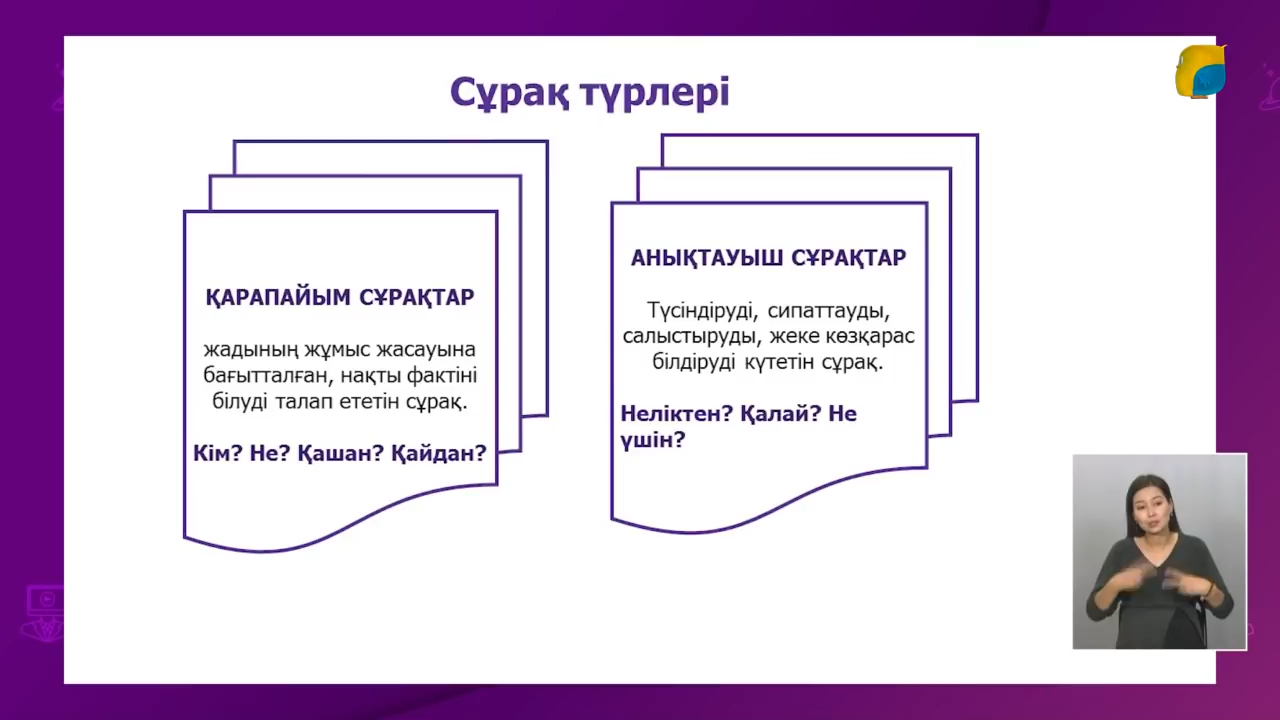 Сұрақ түрлері
ҚАРАПАЙЫМ СҰРАҚТАР
жадының жұмыс жасауына
бағытталған, нақты фактіні
білуді талап ететін сұрақ.
Кім? Не? Қашан? Қайдан?
АНЫҚТАУЫШ СҰРАҚТАР
Түсіндіруді, сипаттауды,
салыстыруды, жеке көзқарас
білдіруді күтетін сұрақ.
Неліктен? Қалай? Не
үшін?